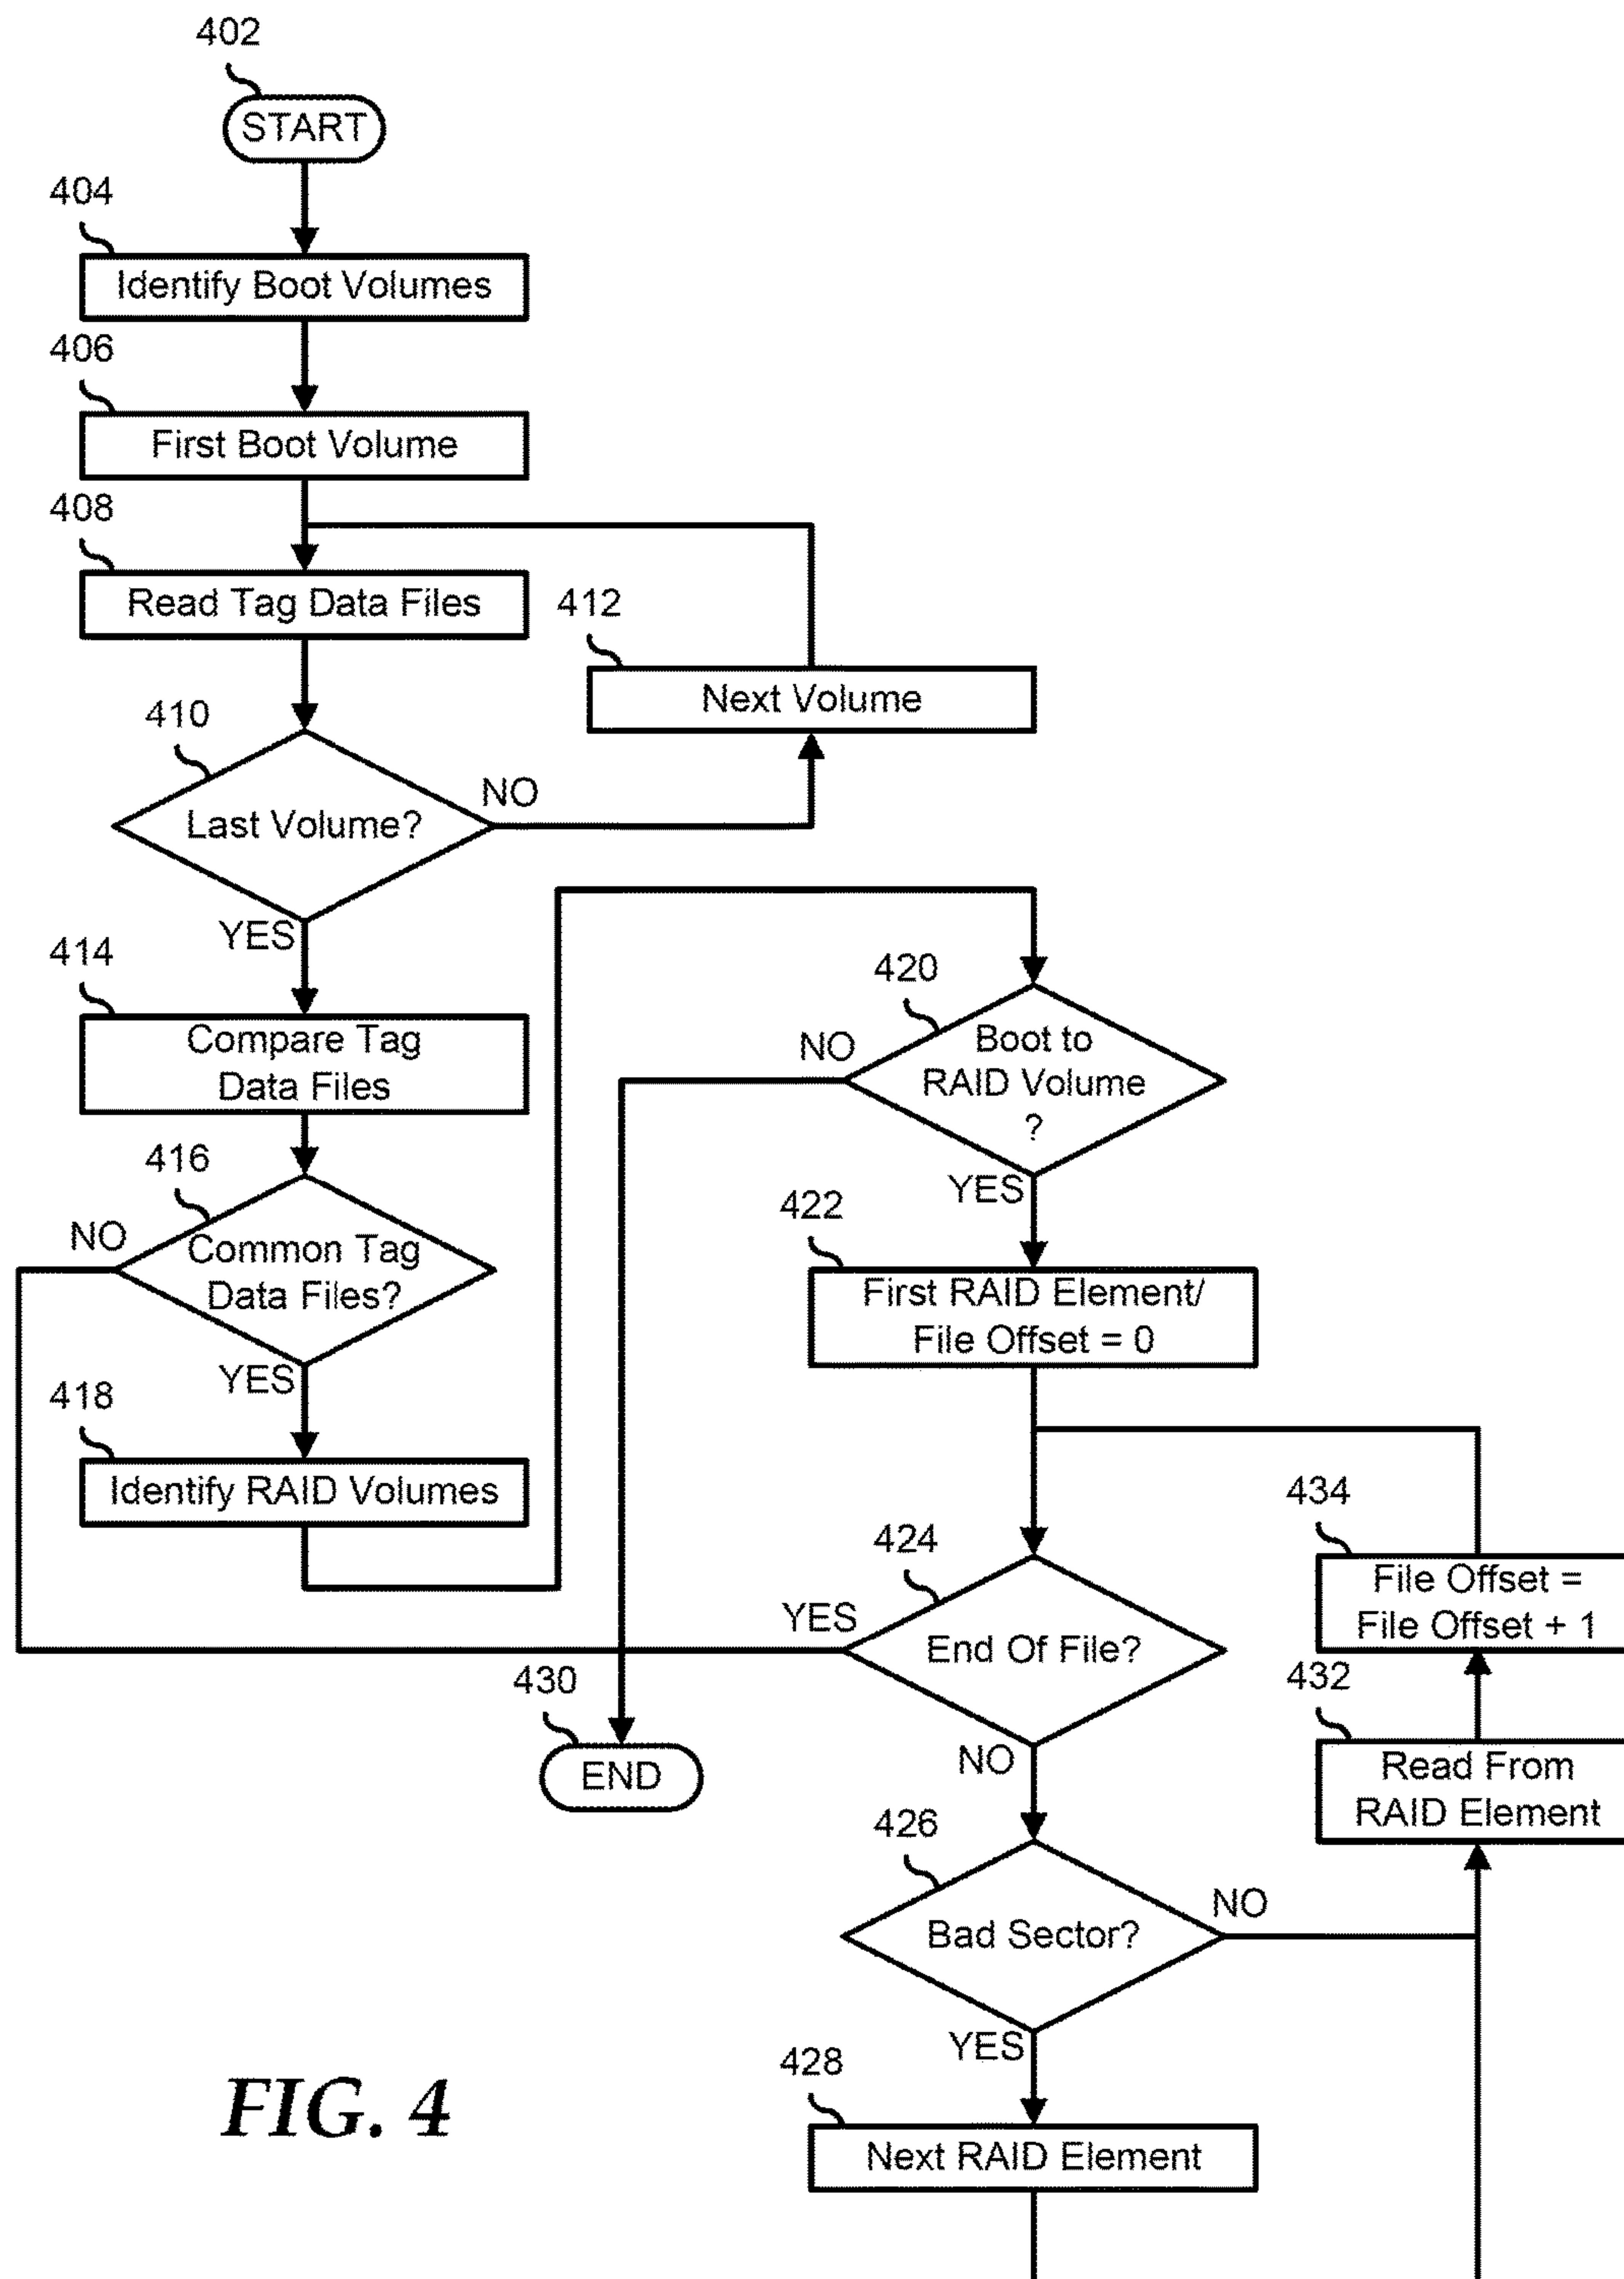 402
START
404
Identify Boot Volumes
406
First Boot Volume
408
Read Tag Data Files
412
Next Volume
410
Last Volume?
NO
YES
414
Compare Tag
Data Files
416
NO
Common Tag
Data Files?
YES
418
Identify RAID Volumes
420
NO
Boot to
RAID Volume
?
YES
422
First RAID Element/
File Offset = 0
424
YES
End Of File?
NO
430
END
434
File Offset =
File Offset + 1
432
Read From
RAID Element
426
Bad Sector?
NO
YES
428
Next RAID Element
FIG. 4